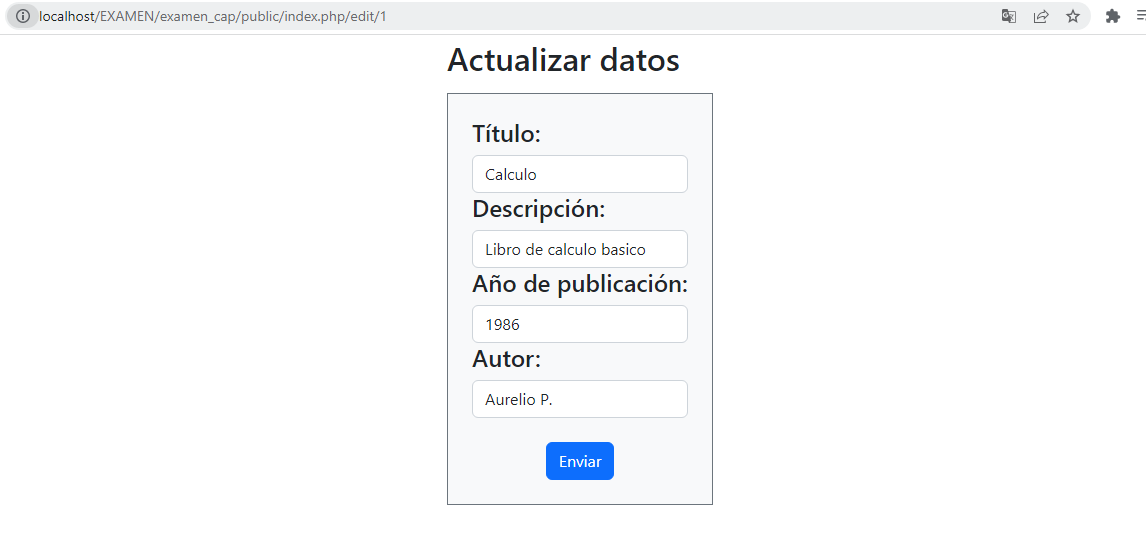 localhost/EXAMEN/examen_cap/public/index.php/edit/1
Actualizar datos
Título:
Calculo
Descripción:
Libro de calculo basico
Año de publicación:
1986
Autor:
Aurelio P.
Enviar